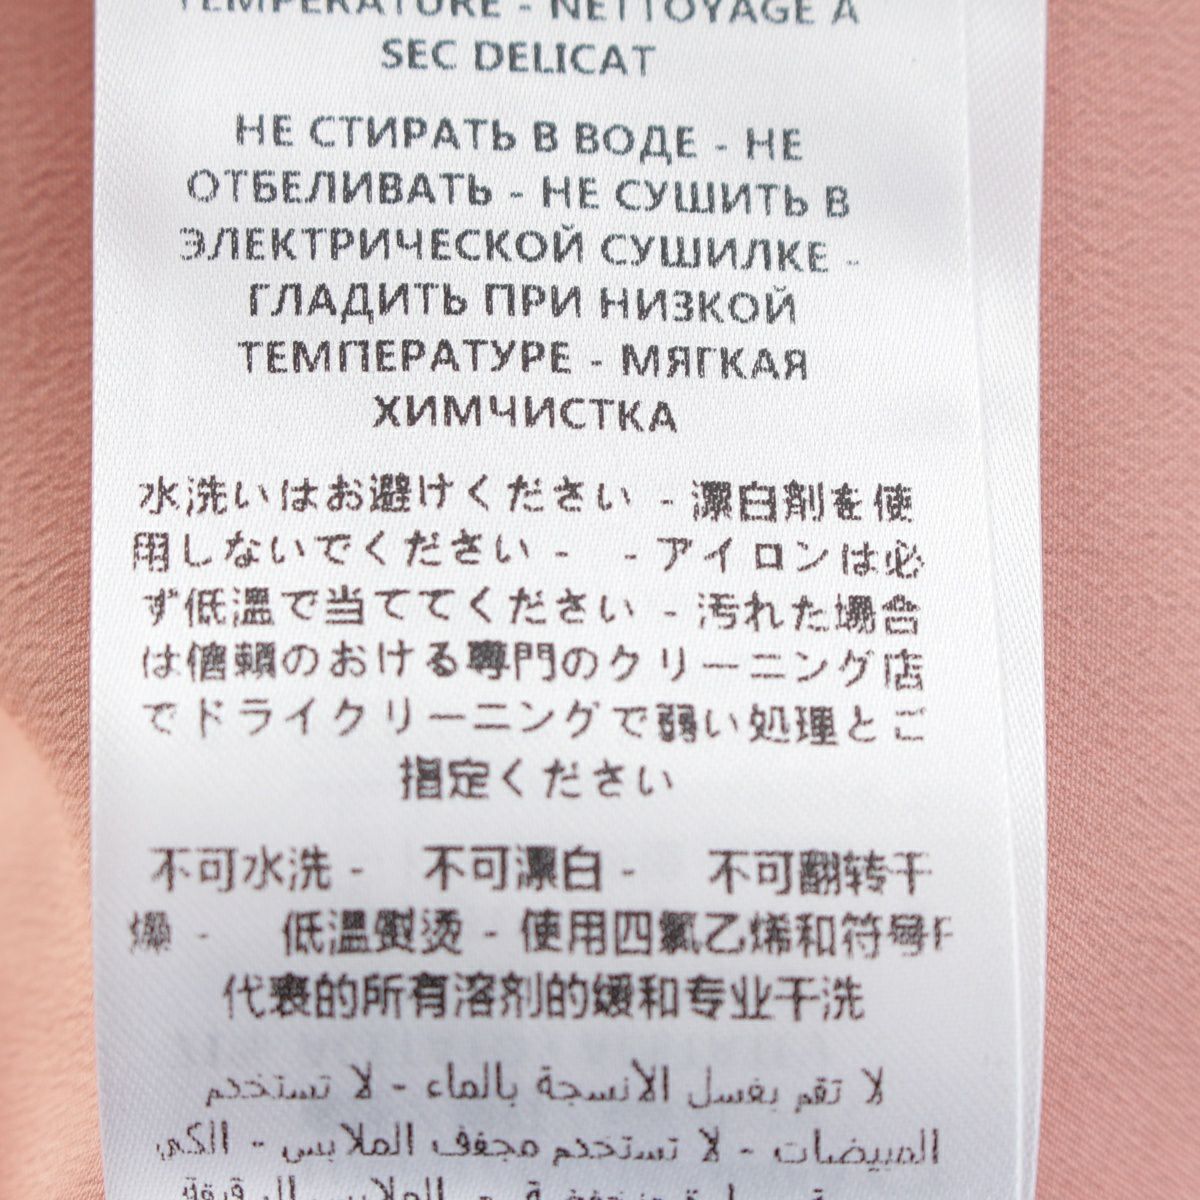 TEMPERATURE - NETTOYAGE A
SEC DELICAT
НЕ СТИРАТЬ В ВОДЕ - НЕ
ОТБЕЛИВАТЬ - НЕ СУШИТЬ В
ЭЛЕКТРИЧЕСКОЙ СУШИЛКЕ -
ГЛАДИТЬ ПРИ НИЗКОЙ
ТЕМПЕРАТУРЕ - МЯГКАЯ
ХИМЧИСТКА
水洗いはお避けください - 漂白剤を使
用しないでください - - アイロンは必
ず低温で当ててください - 汚れた場合
は信頼のおける専門のクリーニング店
でドライクリーニングで弱い処理とご
指定ください
不可水洗 - 不可漂白 - 不可翻转干
燥 - 低温熨烫 - 使用四氯乙烯和符号F
代表的所有溶剂的缓和专业干洗
لا تقم بغسل الأنسجة بالماء - لا تستخدم
المبيضات - لا تستخدم مجفف الملابس - الكي